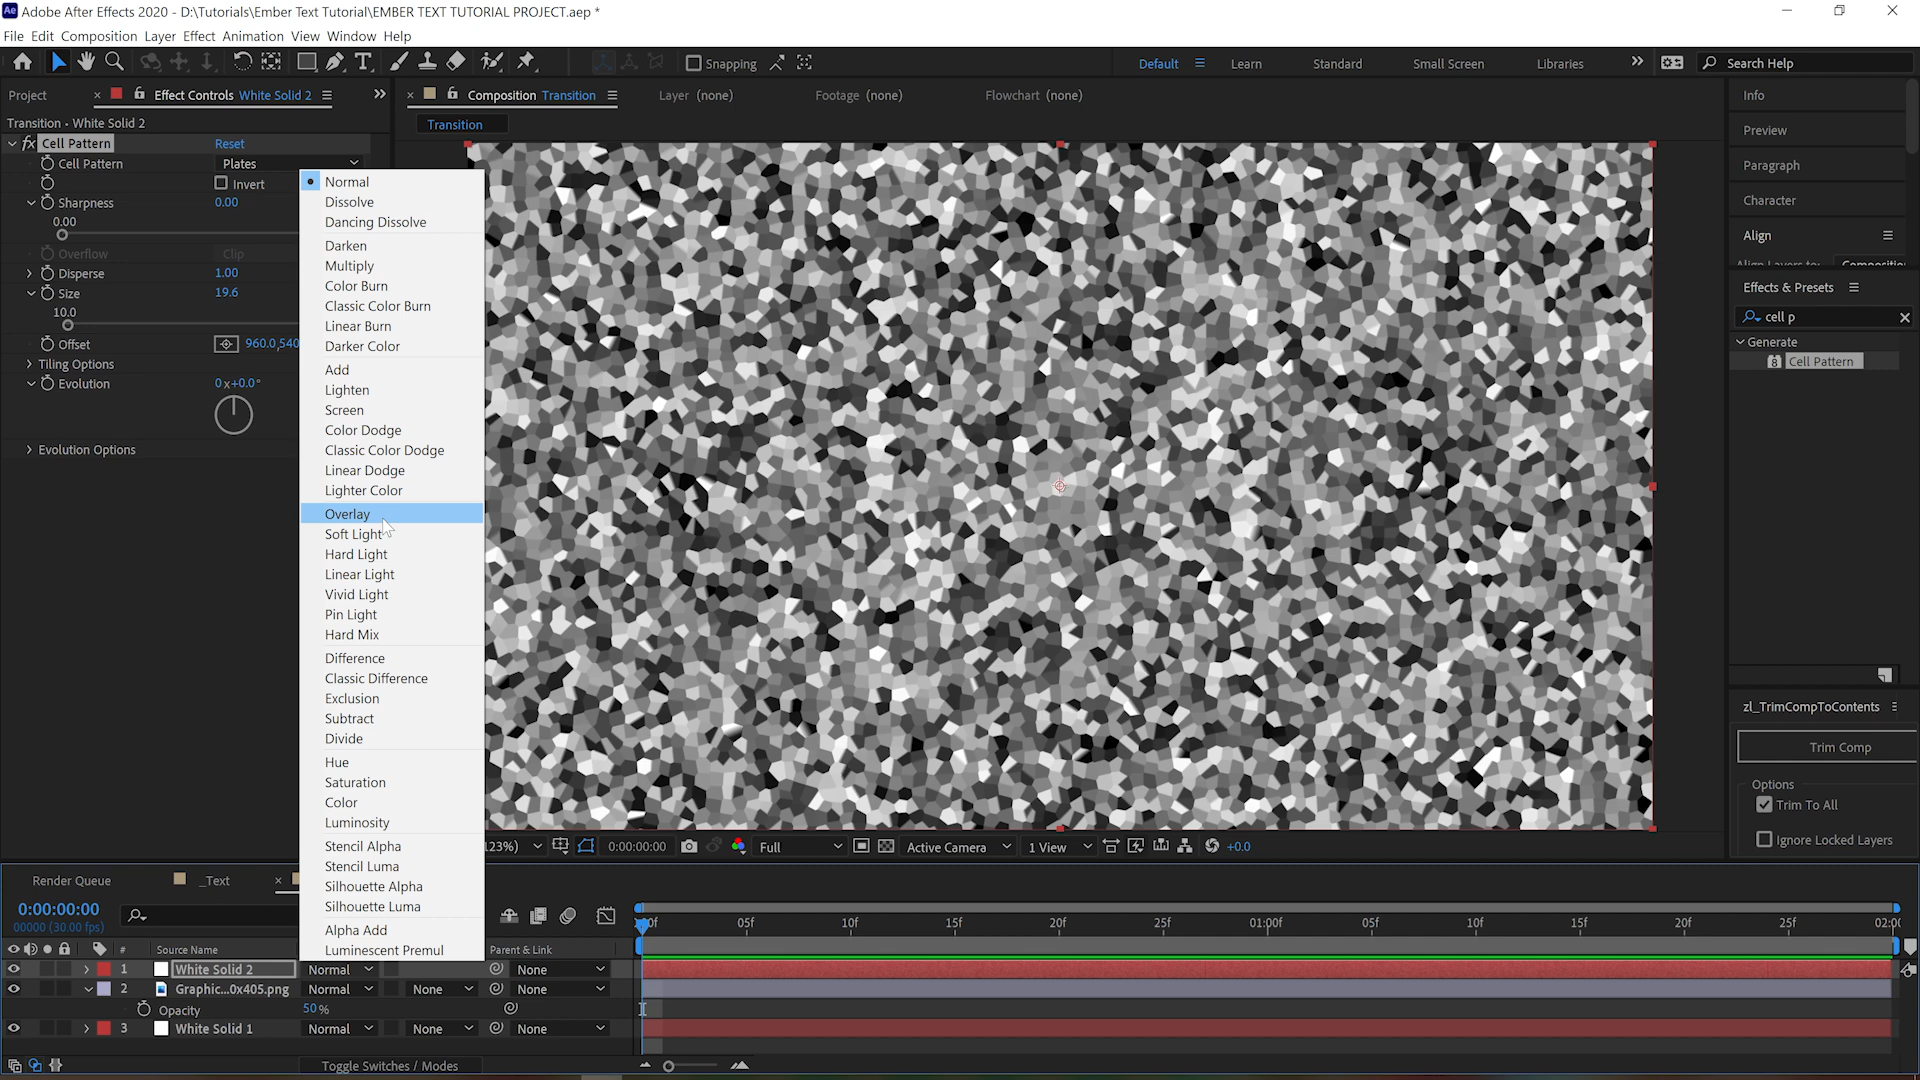 Adobe After Effects 2020 - D:\Tutorials\Ember Text Tutorial\EMBER TEXT TUTORIAL PROJECT.aep *
File Edit Composition Layer Effect Animation View Window Help
Snapping
Default Learn Standard Small Screen Libraries Search Help
Project Effect Controls White Solid 2
Composition Transition Layer (none) Footage (none) Flowchart (none)
Transition • White Solid 2
Transition
fx Cell Pattern Reset
Cell Pattern Plates
Invert
Sharpness 0.00
0.00
Overflow Clip
Disperse 1.00
Size 19.6
10.0
Offset 960.0,540
Tiling Options
Evolution 0x+0.0°
Evolution Options
Normal
Dissolve
Dancing Dissolve
Darken
Multiply
Color Burn
Classic Color Burn
Linear Burn
Darker Color
Add
Lighten
Screen
Color Dodge
Classic Color Dodge
Linear Dodge
Lighter Color
Overlay
Soft Light
Hard Light
Linear Light
Vivid Light
Pin Light
Hard Mix
Difference
Classic Difference
Exclusion
Subtract
Divide
Hue
Saturation
Color
Luminosity
Stencil Alpha
Stencil Luma
Silhouette Alpha
Silhouette Luma
Alpha Add
Luminescent Premul
Info
Preview
Paragraph
Character
Align
Effects & Presets
cell p
Generate
8 Cell Pattern
zl_TrimCompToContents
Trim Comp
Options
Trim To All
Ignore Locked Layers
123%) 0:00:00:00 Full Active Camera 1 View +0.0
Render Queue _Text
0:00:00:00
00000 (30.00 fps)
05f 10f 15f 20f 25f 01:00f 05f 10f 15f 20f 25f
# Source Name Parent & Link
1 White Solid 2 Normal None
2 Graphic...0x405.png Normal None None
Opacity 50%
3 White Solid 1 Normal None None
Toggle Switches / Modes